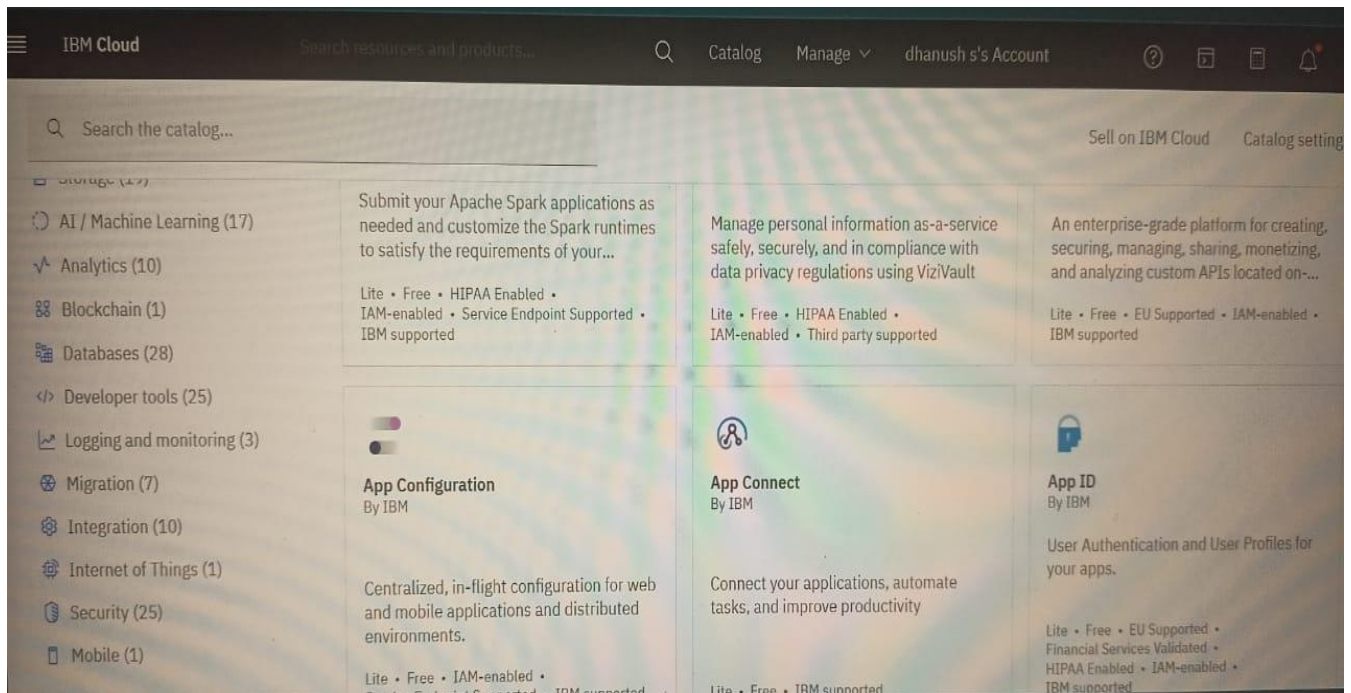 IBM Cloud
Search resources and products...
Catalog
Manage
dhanush s's Account
Search the catalog...
Sell on IBM Cloud
Catalog setting
Storage
AI / Machine Learning (17)
Analytics (10)
Blockchain (1)
Databases (28)
Developer tools (25)
Logging and monitoring (3)
Migration (7)
Integration (10)
Internet of Things (1)
Security (25)
Mobile (1)
Submit your Apache Spark applications as
needed and customize the Spark runtimes
to satisfy the requirements of your...
Lite • Free • HIPAA Enabled •
IAM-enabled • Service Endpoint Supported •
IBM supported
Manage personal information as-a-service
safely, securely, and in compliance with
data privacy regulations using ViziVault
Lite • Free • HIPAA Enabled •
IAM-enabled • Third party supported
An enterprise-grade platform for creating,
securing, managing, sharing, monetizing,
and analyzing custom APIs located on-...
Lite • Free • EU Supported • IAM-enabled •
IBM supported
App Configuration
By IBM
Centralized, in-flight configuration for web
and mobile applications and distributed
environments.
Lite • Free • IAM-enabled •
IBM supported
App Connect
By IBM
Connect your applications, automate
tasks, and improve productivity
Lite • Free • IBM supported
App ID
By IBM
User Authentication and User Profiles for
your apps.
Lite • Free • EU Supported •
Financial Services Validated •
HIPAA Enabled • IAM-enabled •
IBM supported